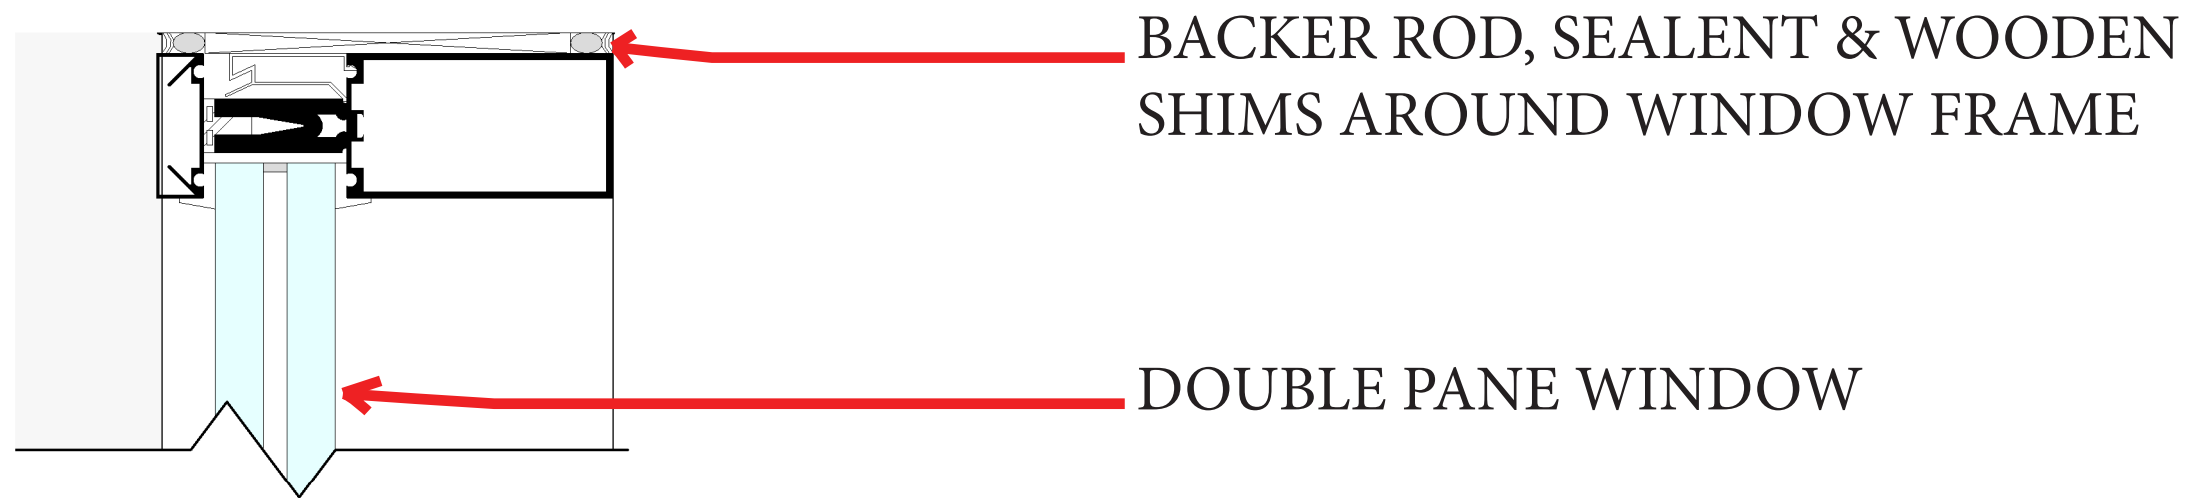 BACKER ROD, SEALENT & WOODEN
SHIMS AROUND WINDOW FRAME
DOUBLE PANE WINDOW